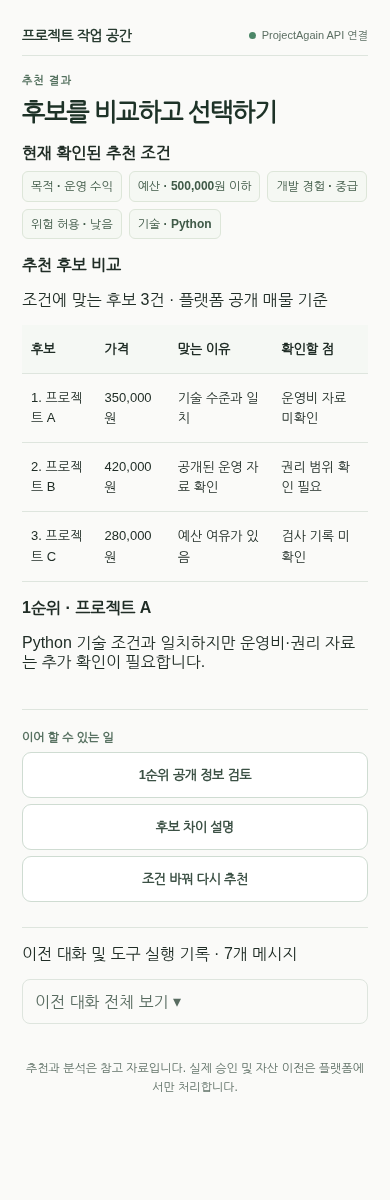 프로젝트 작업 공간
ProjectAgain API 연결
추천 결과
후보를 비교하고 선택하기
현재 확인된 추천 조건
목적 · 운영 수익
예산 · 500,000원 이하
개발 경험 · 중급
위험 허용 · 낮음
기술 · Python
추천 후보 비교
조건에 맞는 후보 3건 · 플랫폼 공개 매물 기준
후보 가격 맞는 이유 확인할 점
1. 프로젝 350,000 기술 수준과 일 운영비 자료
트 A 원 치 미확인
2. 프로젝 420,000 공개된 운영 자 권리 범위 확
트 B 원 료 확인 인 필요
3. 프로젝 280,000 예산 여유가 있 검사 기록 미
트 C 원 음 확인
1순위 · 프로젝트 A
Python 기술 조건과 일치하지만 운영비·권리 자료
는 추가 확인이 필요합니다.
이어 할 수 있는 일
1순위 공개 정보 검토
후보 차이 설명
조건 바꿔 다시 추천
이전 대화 및 도구 실행 기록 · 7개 메시지
이전 대화 전체 보기 ▾
추천과 분석은 참고 자료입니다. 실제 승인 및 자산 이전은 플랫폼에
서만 처리합니다.